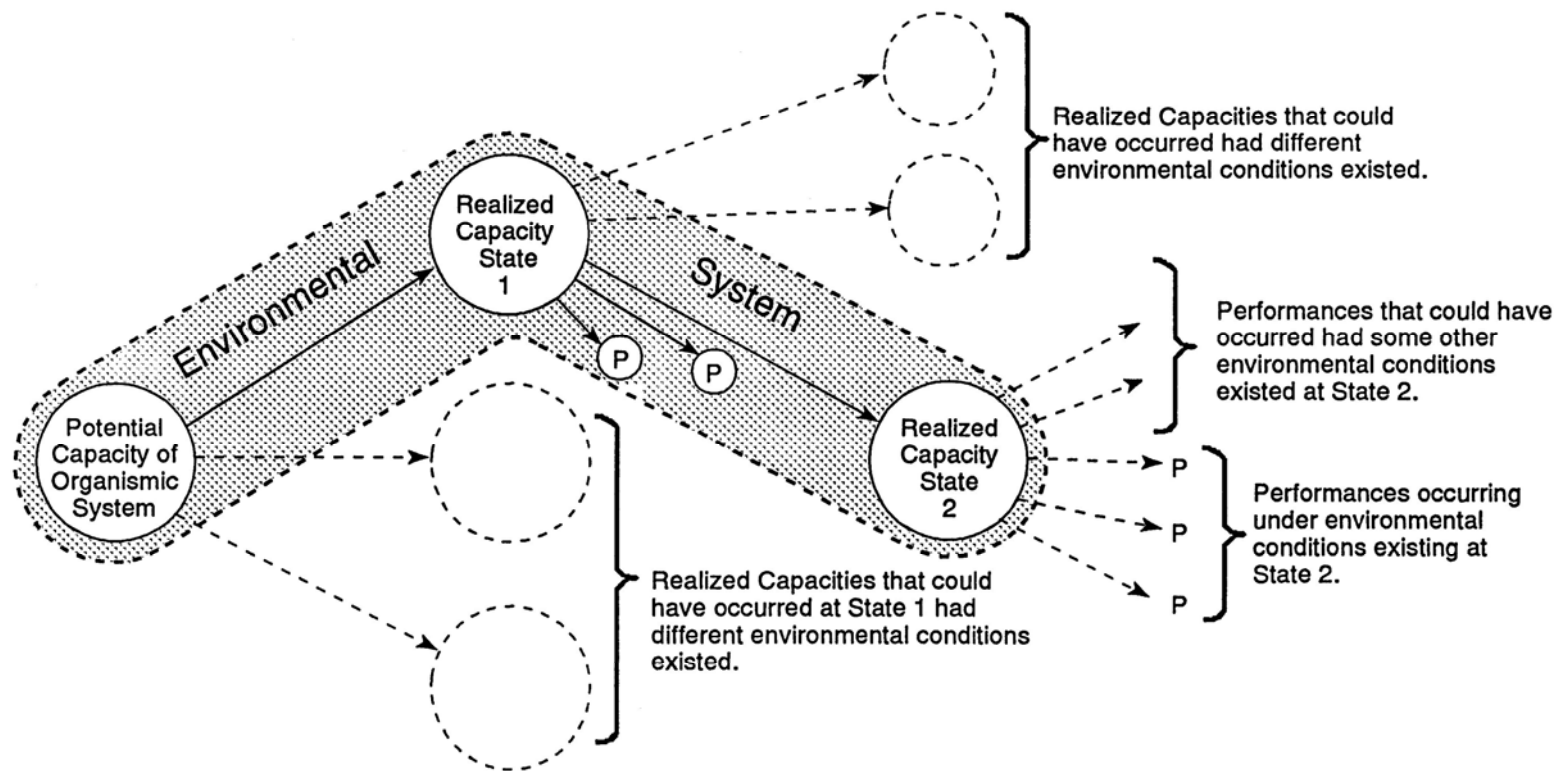 Realized Capacities that could
have occurred had different
environmental conditions existed.
Realized
Capacity
State
1
Environmental
System
P
P
Performances that could have
occurred had some other
environmental conditions
existed at State 2.
Potential
Capacity of
Organismic
System
Realized
Capacity
State
2
P
P
P
Performances occurring
under environmental
conditions existing at
State 2.
Realized Capacities that could
have occurred at State 1 had
different environmental conditions
existed.